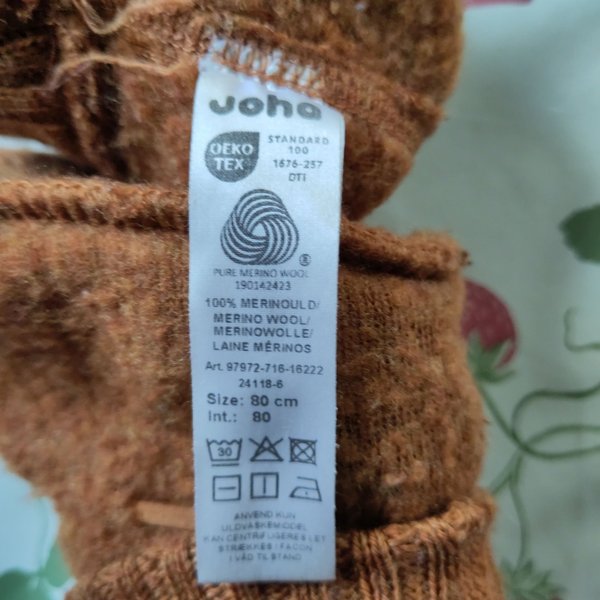 Joha
OEKO
TEX
STANDARD
100
1676-257
DTI
®
PURE MERINO WOOL
190142423
100% MERINOULD/
MERINO WOOL/
MERINOWOLLE/
LAINE MÉRINOS
Art. 97972-716-16222
24118-6
Size: 80 cm
Int.: 80
30
ANVEND KUN
ULDVASKEMIDDEL
KAN CENTRIFUGERES LET
STRÆKKES I FACON
I VÅD TILSTAND